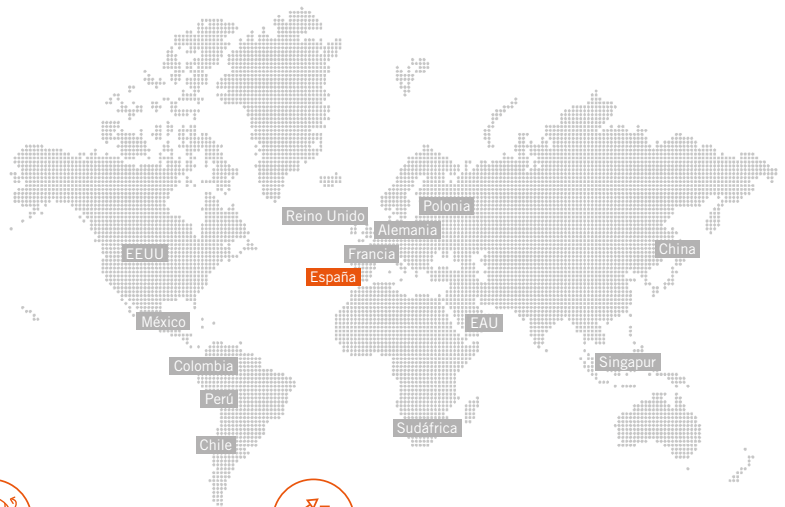 Polonia
Reino Unido
Alemania
EEUU
Francia
China
España
México
EAU
Colombia
Singapur
Perú
Sudáfrica
Chile